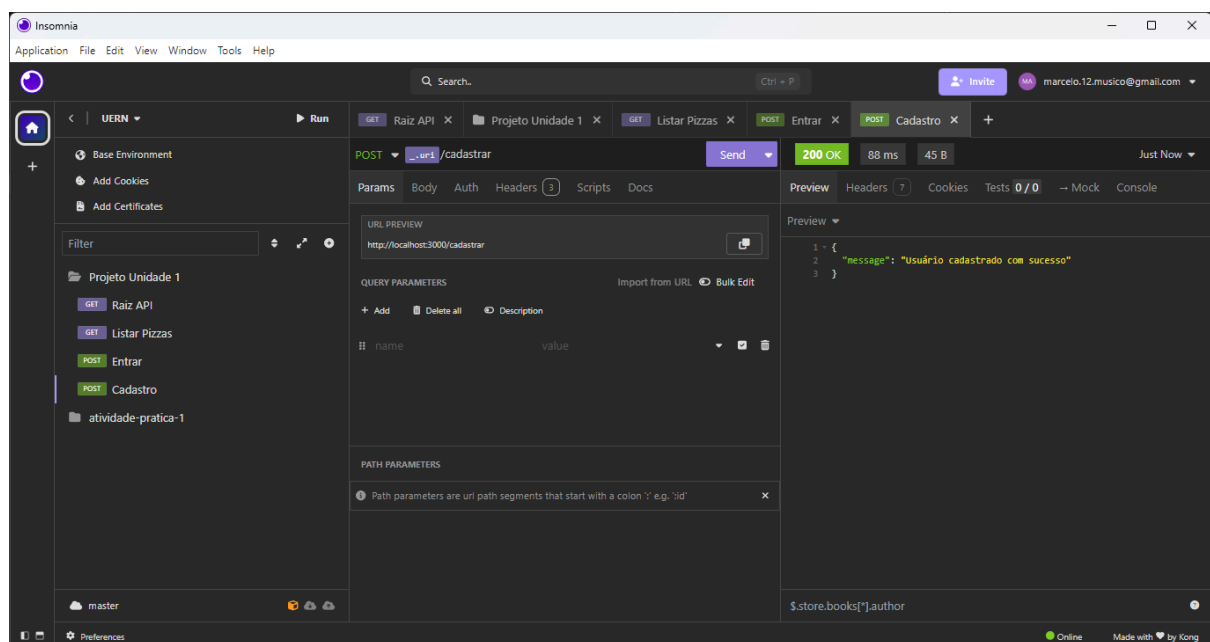 Insomnia
Application File Edit View Window Tools Help
Search.. Ctrl + P Invite MA marcelo.12.musico@gmail.com
UERN Run
GET Raiz API Projeto Unidade 1 GET Listar Pizzas POST Entrar POST Cadastro
Base Environment
Add Cookies
Add Certificates
Filter
Projeto Unidade 1
GET Raiz API
GET Listar Pizzas
POST Entrar
POST Cadastro
atividade-pratica-1
master
POST _.uri /cadastrar Send
Params Body Auth Headers 3 Scripts Docs
URL PREVIEW
http://localhost:3000/cadastrar
QUERY PARAMETERS Import from URL Bulk Edit
+ Add Delete all Description
name value
PATH PARAMETERS
Path parameters are url path segments that start with a colon ':' e.g. ':id'
200 OK 88 ms 45 B Just Now
Preview Headers 7 Cookies Tests 0 / 0 → Mock Console
Preview
1 {
2 "message": "Usuário cadastrado com sucesso"
3 }
$.store.books[*].author
Preferences Online Made with ♥ by Kong